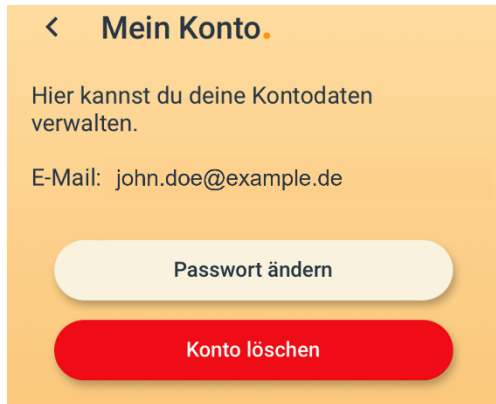 Mein Konto.
Hier kannst du deine Kontodaten
verwalten.
E-Mail: john.doe@example.de
Passwort ändern
Konto löschen